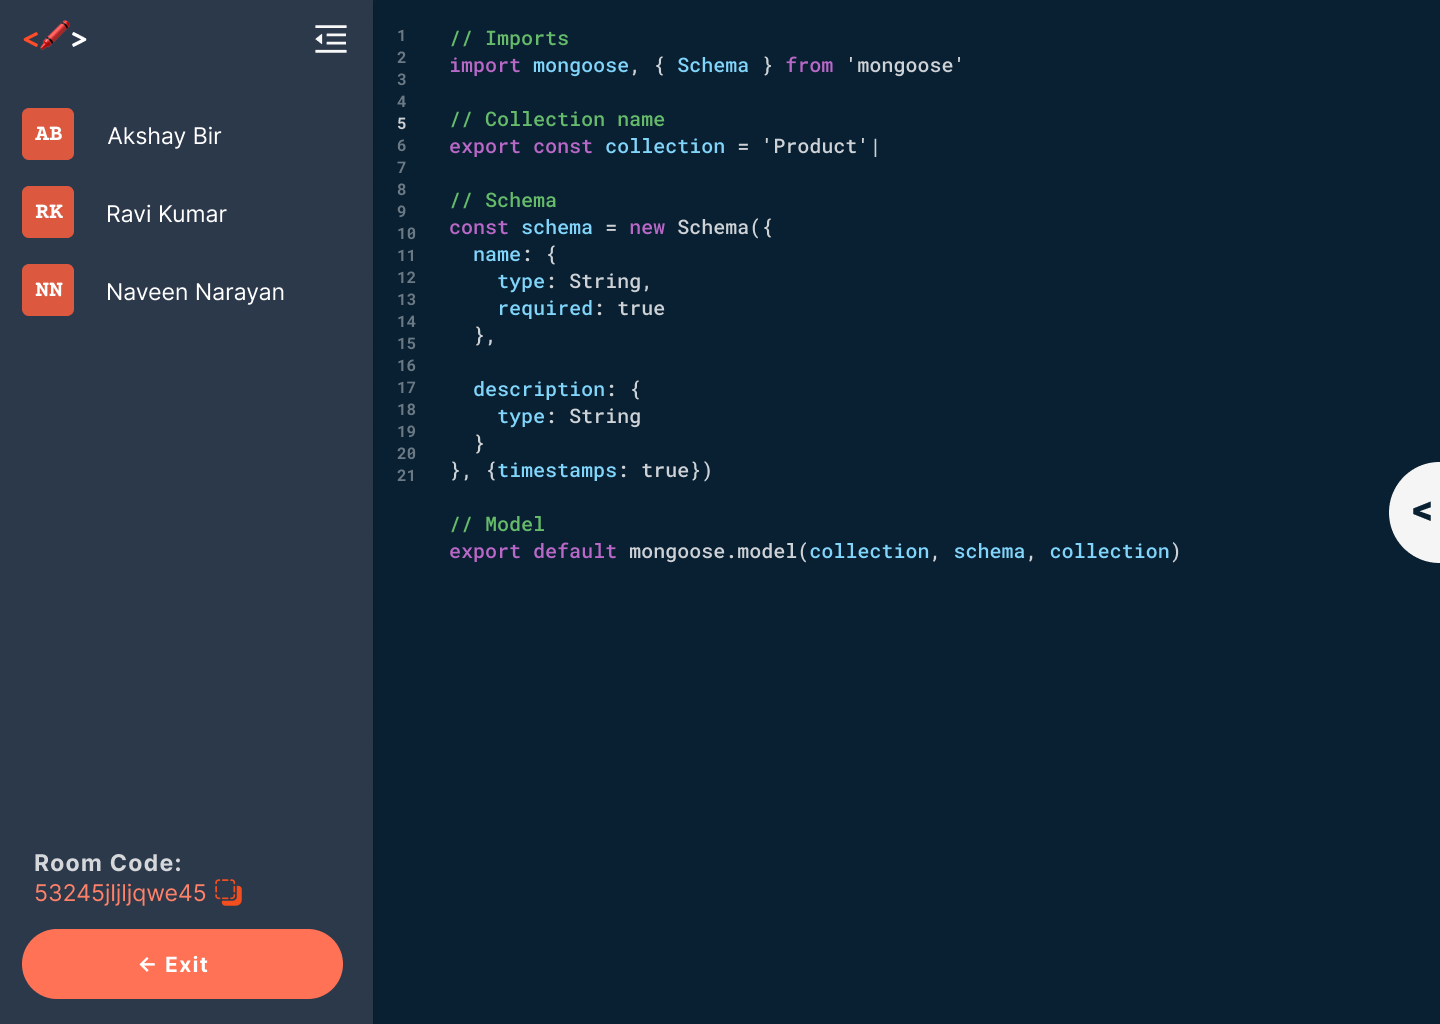 < >
AB Akshay Bir
RK Ravi Kumar
NN Naveen Narayan
Room Code:
53245jljljqwe45
← Exit
1
2
3
4
5
6
7
8
9
10
11
12
13
14
15
16
17
18
19
20
21
// Imports
import mongoose, { Schema } from 'mongoose'
// Collection name
export const collection = 'Product'|
// Schema
const schema = new Schema({
  name: {
    type: String,
    required: true
  },
  description: {
    type: String
  }
}, {timestamps: true})
// Model
export default mongoose.model(collection, schema, collection)
<